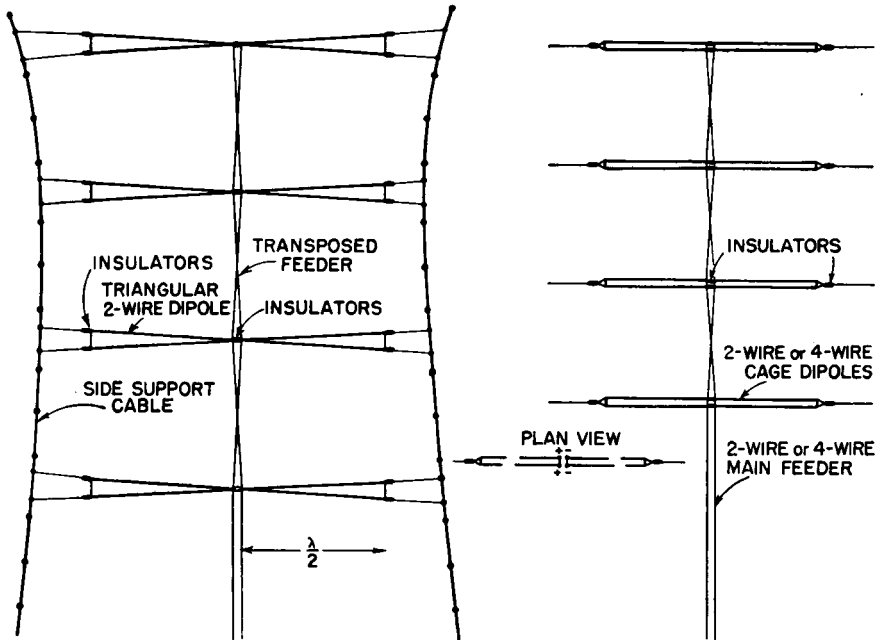 TRANSPOSED
FEEDER
INSULATORS
TRIANGULAR
2-WIRE DIPOLE
INSULATORS
SIDE SUPPORT
CABLE
λ
2
INSULATORS
2-WIRE or 4-WIRE
CAGE DIPOLES
PLAN VIEW
+ -
+ -
2-WIRE or 4-WIRE
MAIN FEEDER